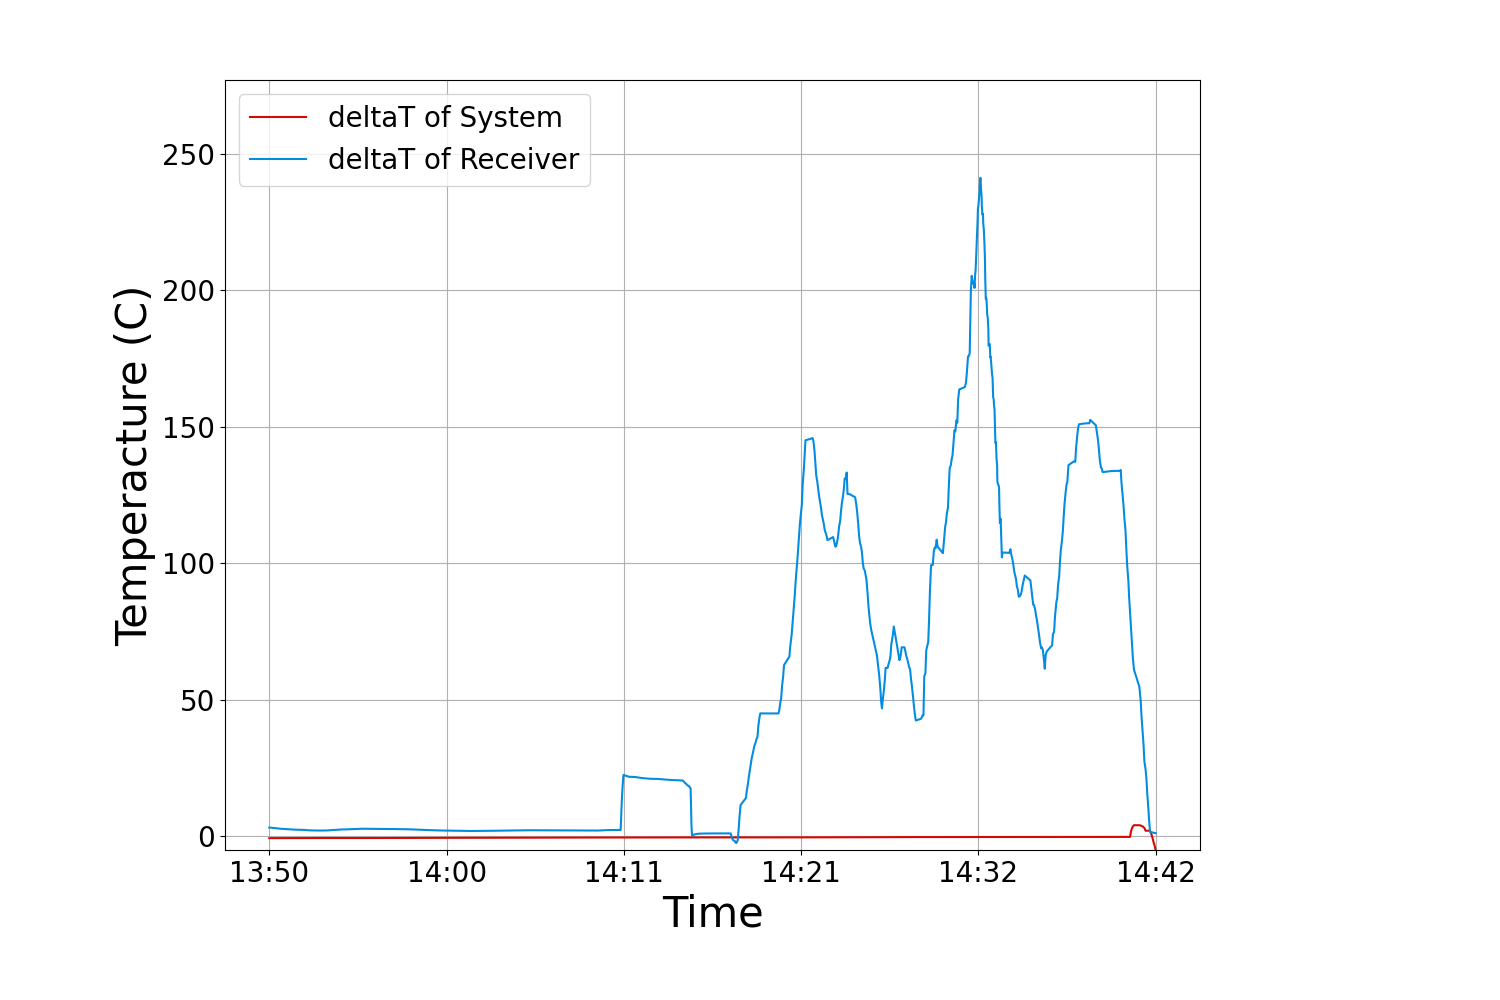 deltaT of System
deltaT of Receiver
250
200
150
100
50
0
Temperacture (C)
13:50 14:00 14:11 14:21 14:32 14:42
Time